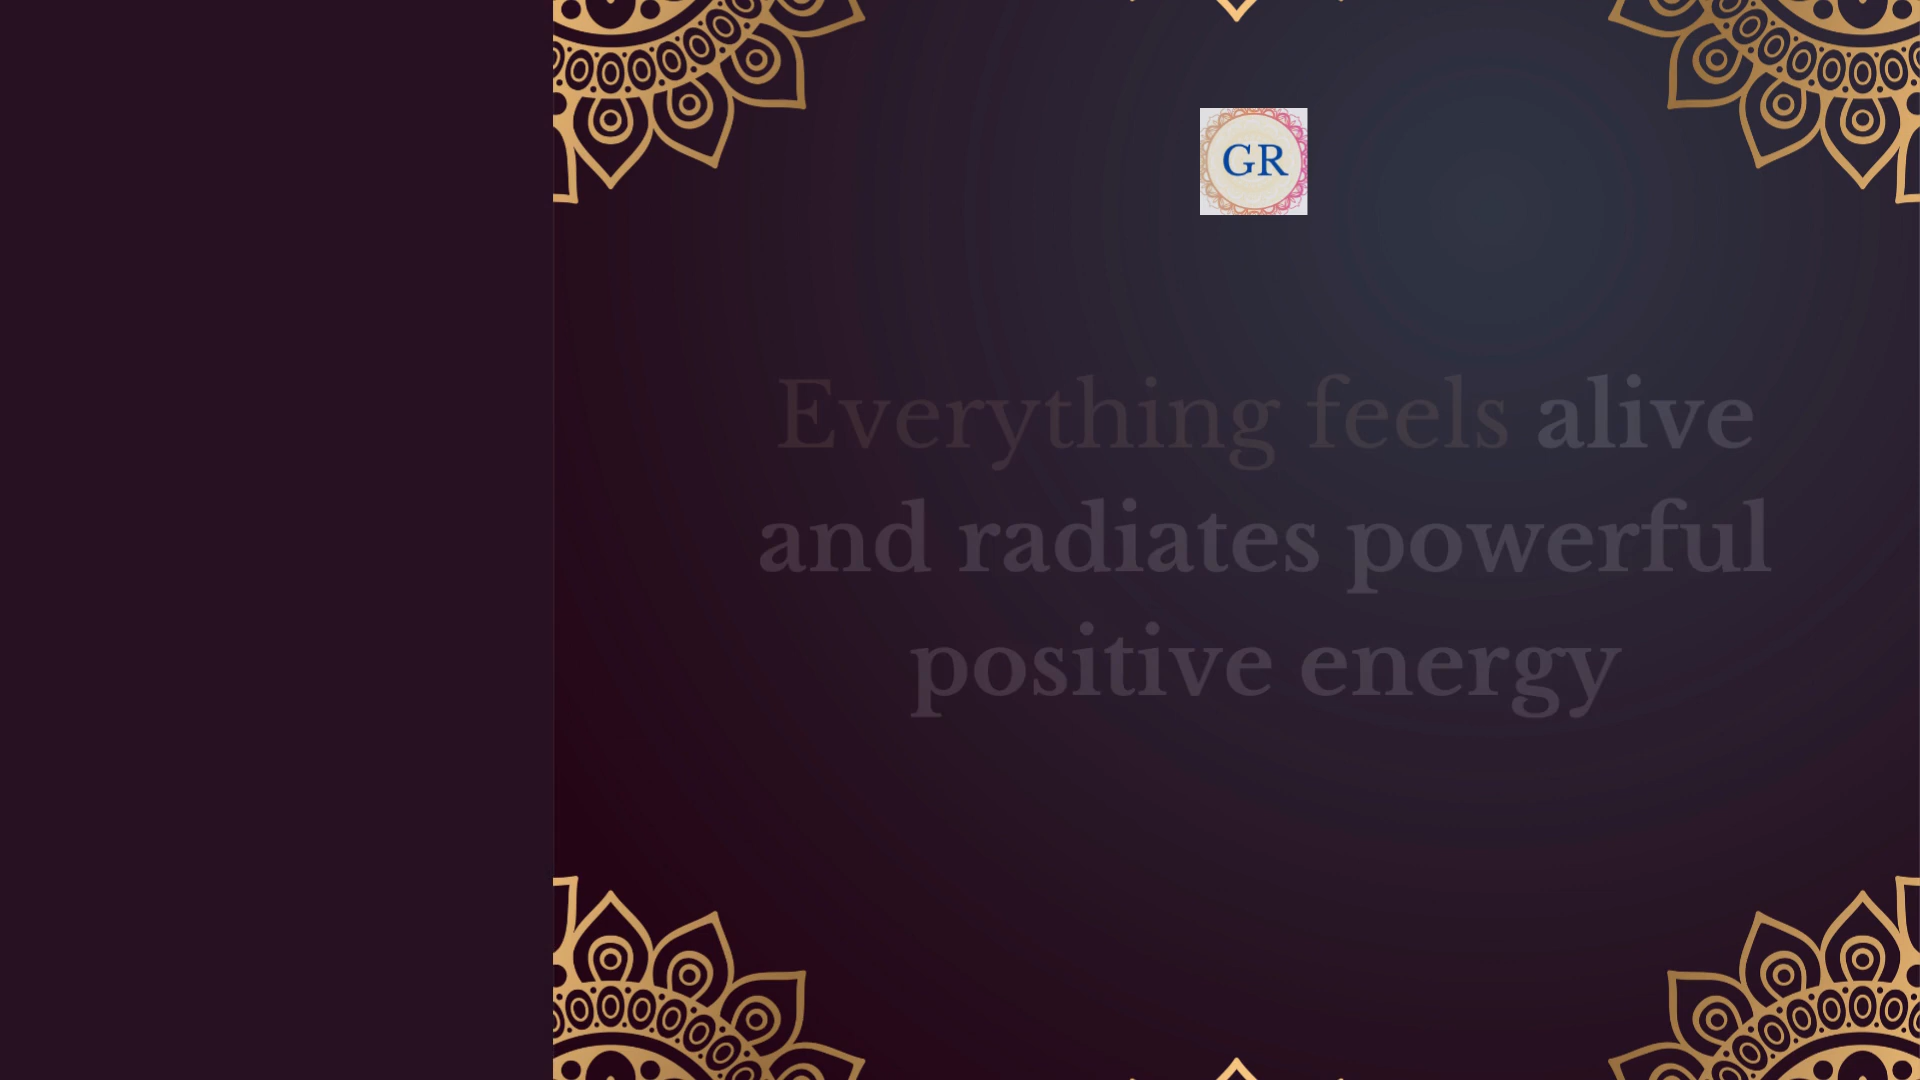 GR
Everything feels alive
and radiates powerful
positive energy